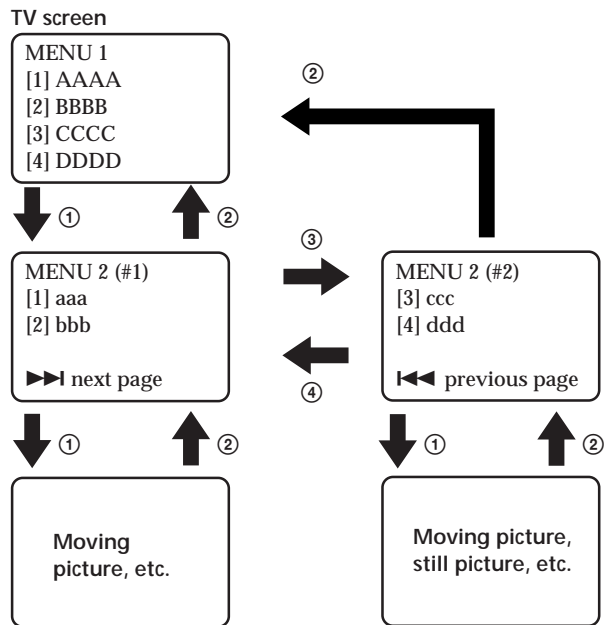 TV screen
MENU 1
[1] AAAA
[2] BBBB
[3] CCCC
[4] DDDD
②
① ②
MENU 2 (#1)
[1] aaa
[2] bbb
▶▶I next page
③
④
MENU 2 (#2)
[3] ccc
[4] ddd
I◀◀ previous page
① ②
① ②
Moving
picture, etc.
Moving picture,
still picture, etc.